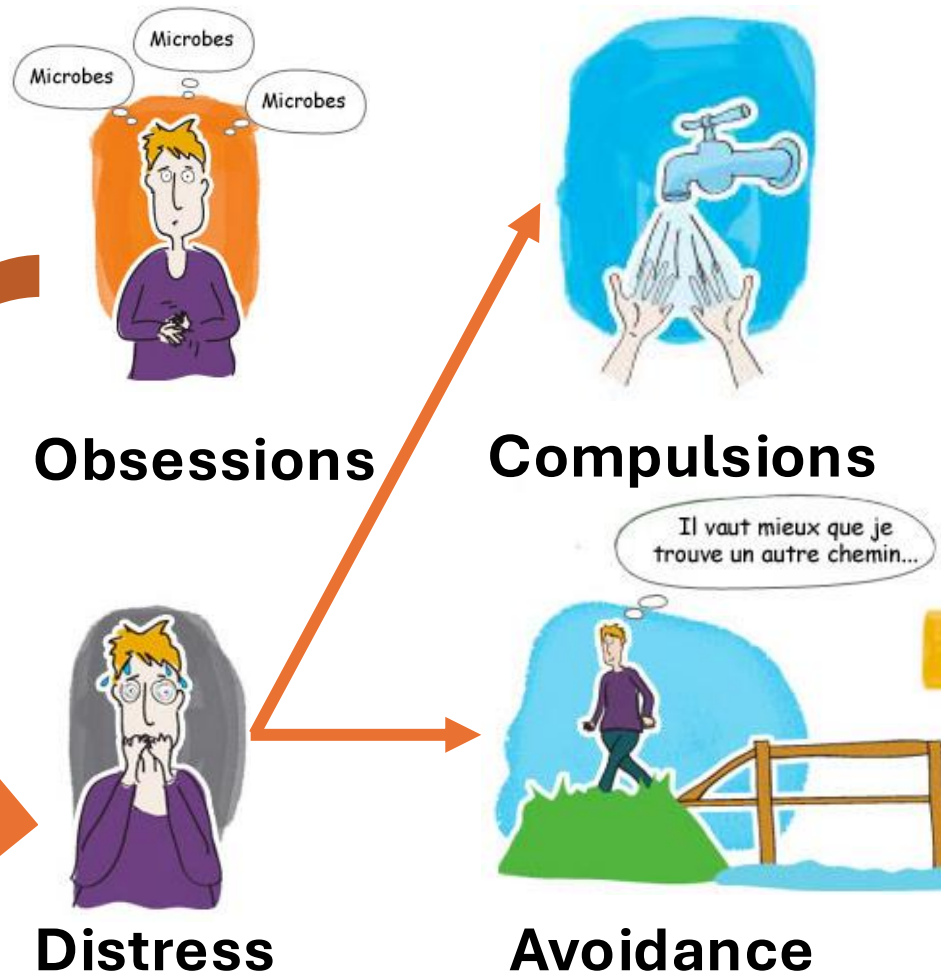 Microbes
Microbes
Microbes
Obsessions
Compulsions
Il vaut mieux que je
trouve un autre chemin...
Distress
Avoidance